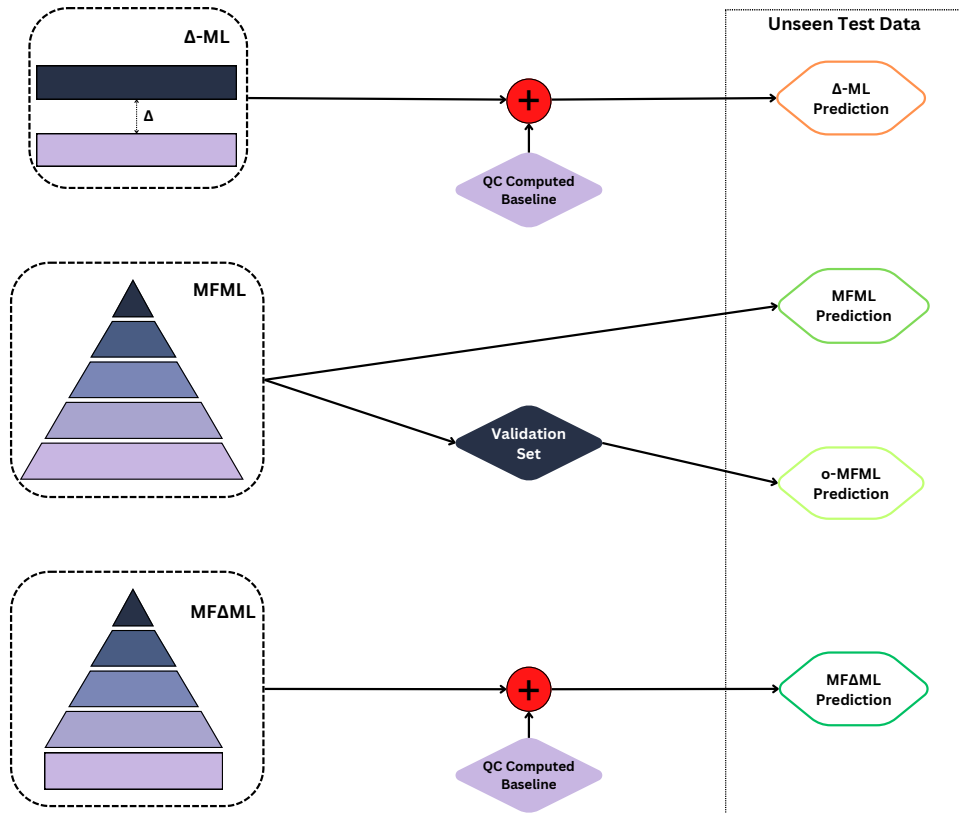 Unseen Test Data
Δ-ML
Δ
+
Δ-ML
Prediction
QC Computed
Baseline
MFML
MFML
Prediction
Validation
Set
o-MFML
Prediction
MFΔML
+
MFΔML
Prediction
QC Computed
Baseline